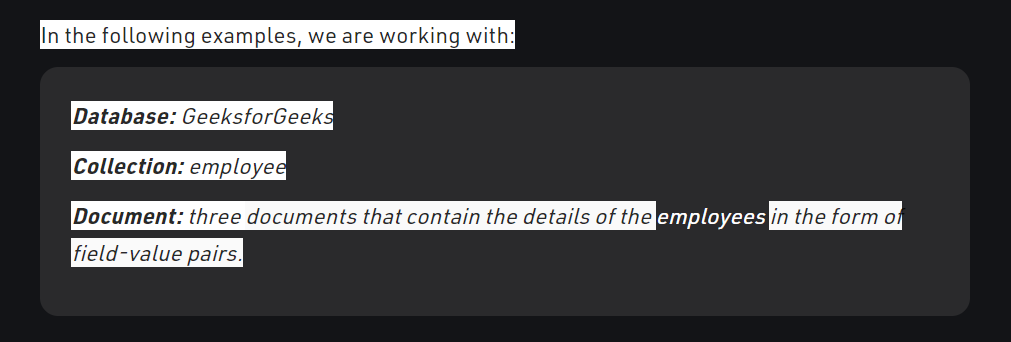 In the following examples, we are working with:
Database: GeeksforGeeks
Collection: employee
Document: three documents that contain the details of the employees in the form of
field-value pairs.